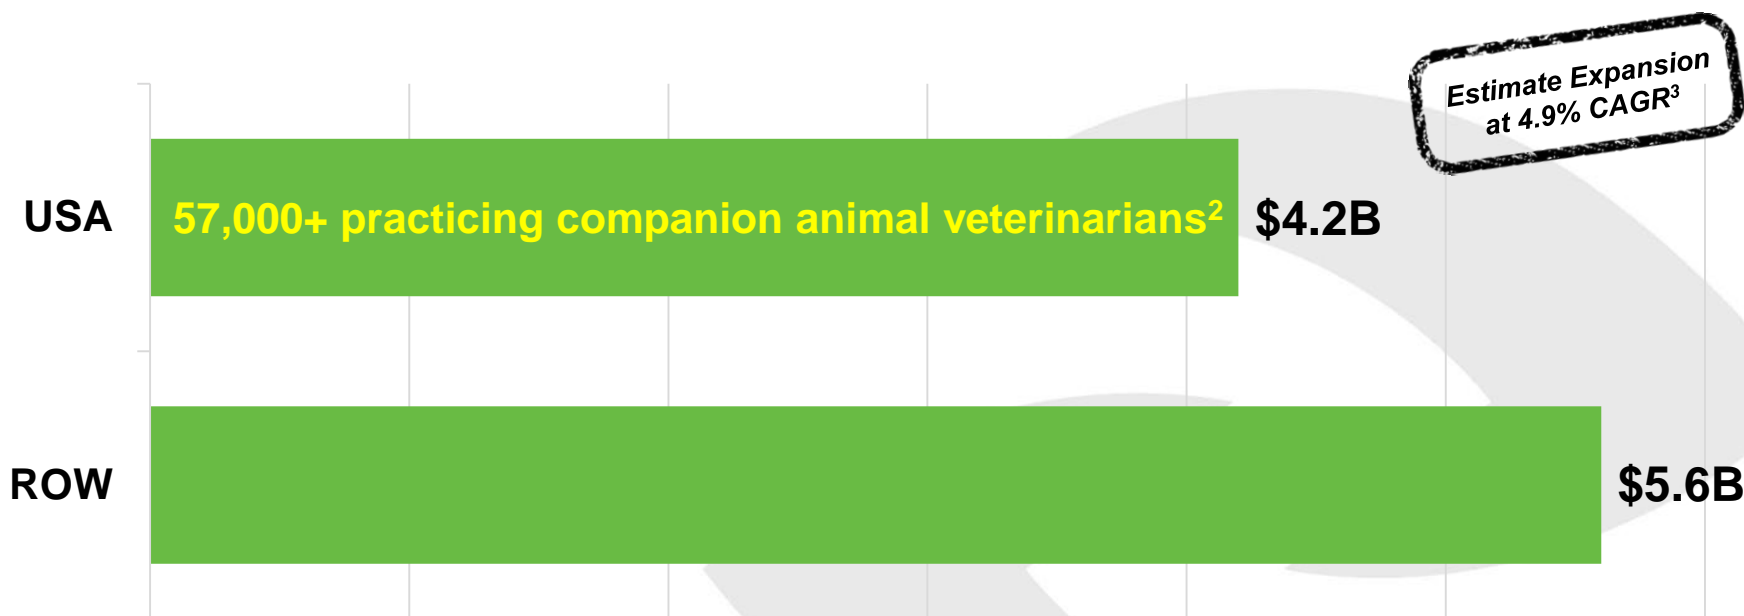 Estimate Expansion
at 4.9% CAGR³
USA
57,000+ practicing companion animal veterinarians²
$4.2B
ROW
$5.6B